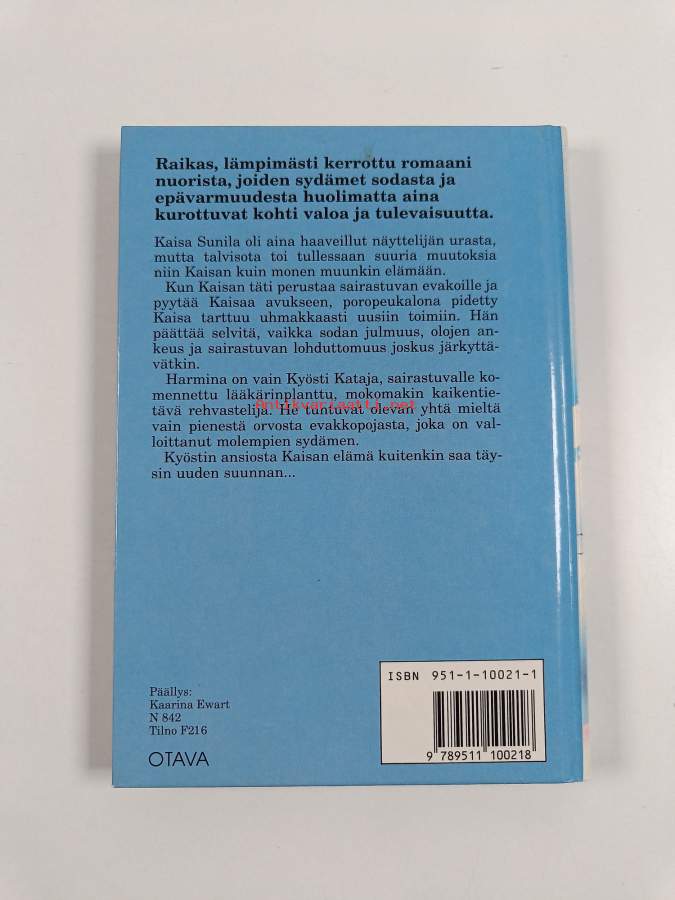 Raikas, lämpimästi kerrottu romaani
nuorista, joiden sydämet sodasta ja
epävarmuudesta huolimatta aina
kurottuvat kohti valoa ja tulevaisuutta.
Kaisa Sunila oli aina haaveillut näyttelijän urasta,
mutta talvisota toi tullessaan suuria muutoksia
niin Kaisan kuin monen muunkin elämään.
Kun Kaisan täti perustaa sairastuvan evakoille ja
pyytää Kaisaa avukseen, poropeukalona pidetty
Kaisa tarttuu uhmakkaasti uusiin toimiin. Hän
päättää selvitä, vaikka sodan julmuus, olojen an-
keus ja sairastuvan lohduttomuus joskus järkyttä-
vätkin.
Harmina on vain Kyösti Kataja, sairastuvalle ko-
mennettu lääkärinplanttu, mokomakin kaikentie-
tävä rehvastelija. He tuntuvat olevan yhtä mieltä
Antikvariaatti.net
vain pienestä orvosta evakkopojasta, joka on val-
loittanut molempien sydämen.
Kyöstin ansiosta Kaisan elämä kuitenkin saa täy-
sin uuden suunnan...
Päällys:
Kaarina Ewart
N 842
Tilno F216
OTAVA
ISBN 951-1-10021-1
9 789511 100218